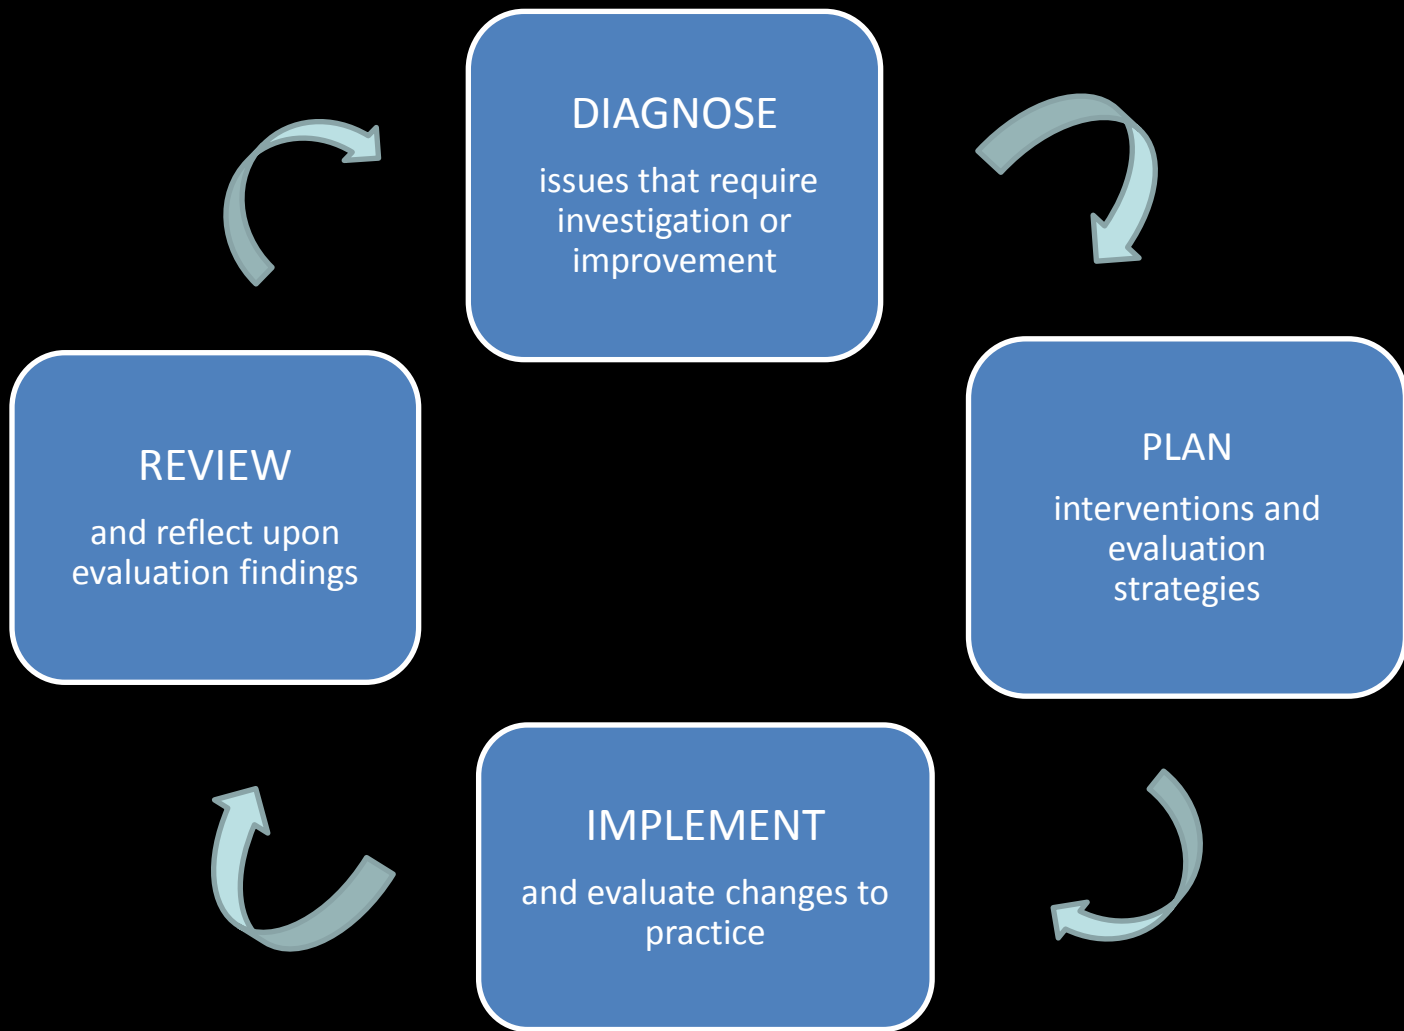 DIAGNOSE
issues that require
investigation or
improvement
PLAN
interventions and
evaluation
strategies
IMPLEMENT
and evaluate changes to
practice
REVIEW
and reflect upon
evaluation findings